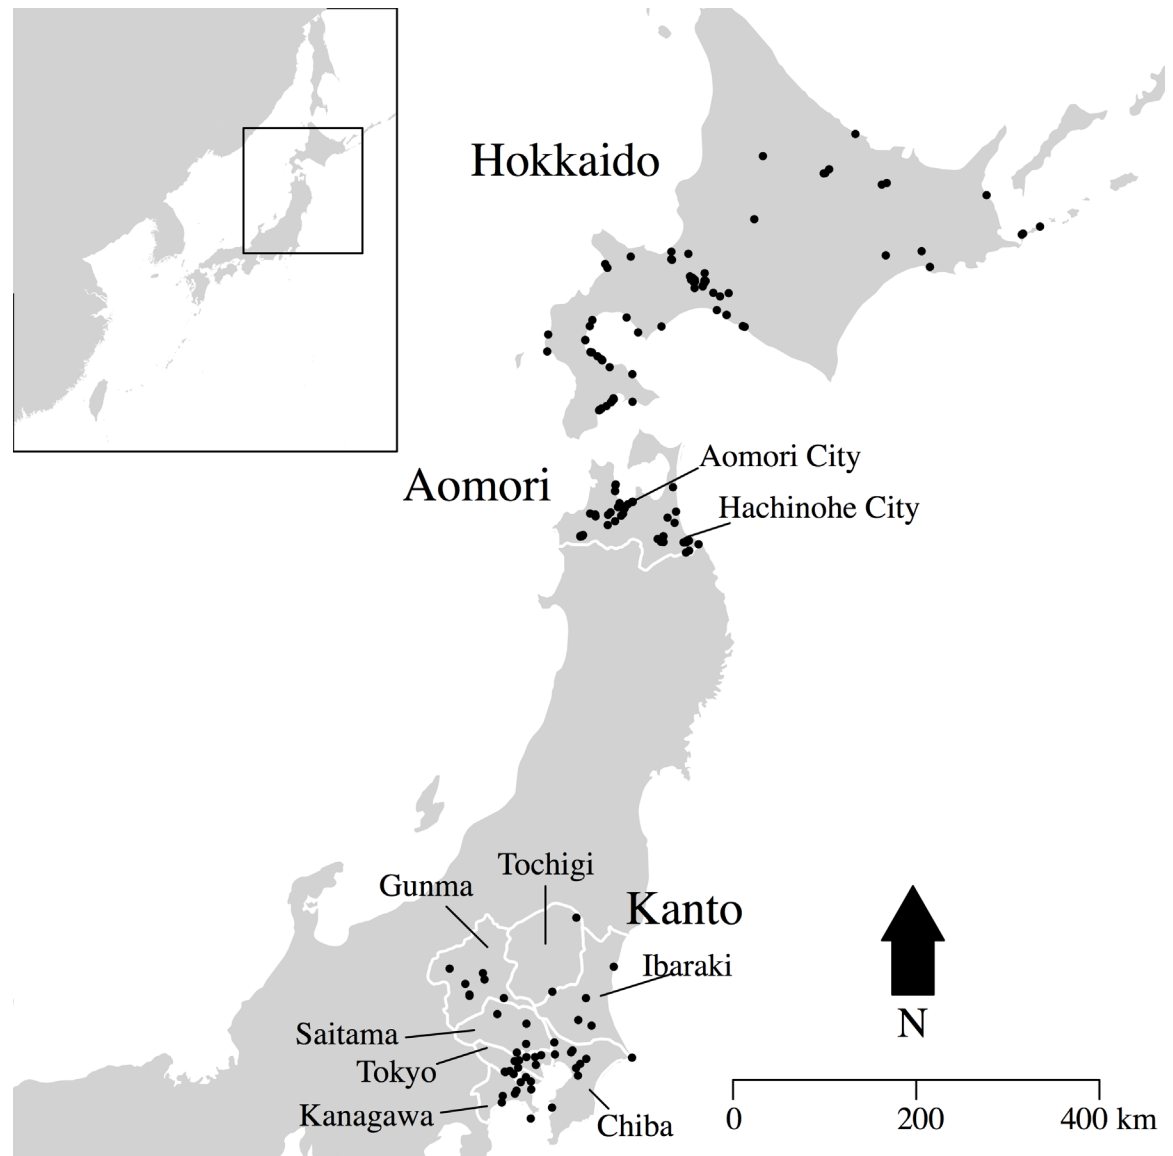 Hokkaido
Aomori City
Aomori
Hachinohe City
Tochigi
Gunma
Kanto
Ibaraki
N
Saitama
Tokyo
Kanagawa
Chiba
0 200 400 km